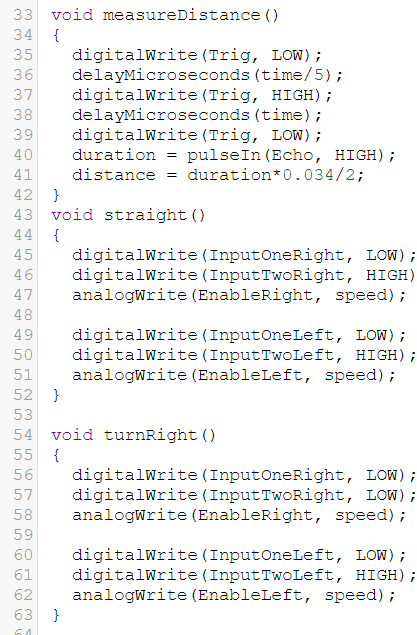 33 void measureDistance()
34 {
35 digitalWrite(Trig, LOW);
36 delayMicroseconds(time/5);
37 digitalWrite(Trig, HIGH);
38 delayMicroseconds(time);
39 digitalWrite(Trig, LOW);
40 duration = pulseIn(Echo, HIGH);
41 distance = duration*0.034/2;
42 }
43 void straight()
44 {
45 digitalWrite(InputOneRight, LOW);
46 digitalWrite(InputTwoRight, HIGH)
47 analogWrite(EnableRight, speed);
48
49 digitalWrite(InputOneLeft, LOW);
50 digitalWrite(InputTwoLeft, HIGH);
51 analogWrite(EnableLeft, speed);
52 }
53
54 void turnRight()
55 {
56 digitalWrite(InputOneRight, LOW);
57 digitalWrite(InputTwoRight, LOW);
58 analogWrite(EnableRight, speed);
59
60 digitalWrite(InputOneLeft, LOW);
61 digitalWrite(InputTwoLeft, HIGH);
62 analogWrite(EnableLeft, speed);
63 }